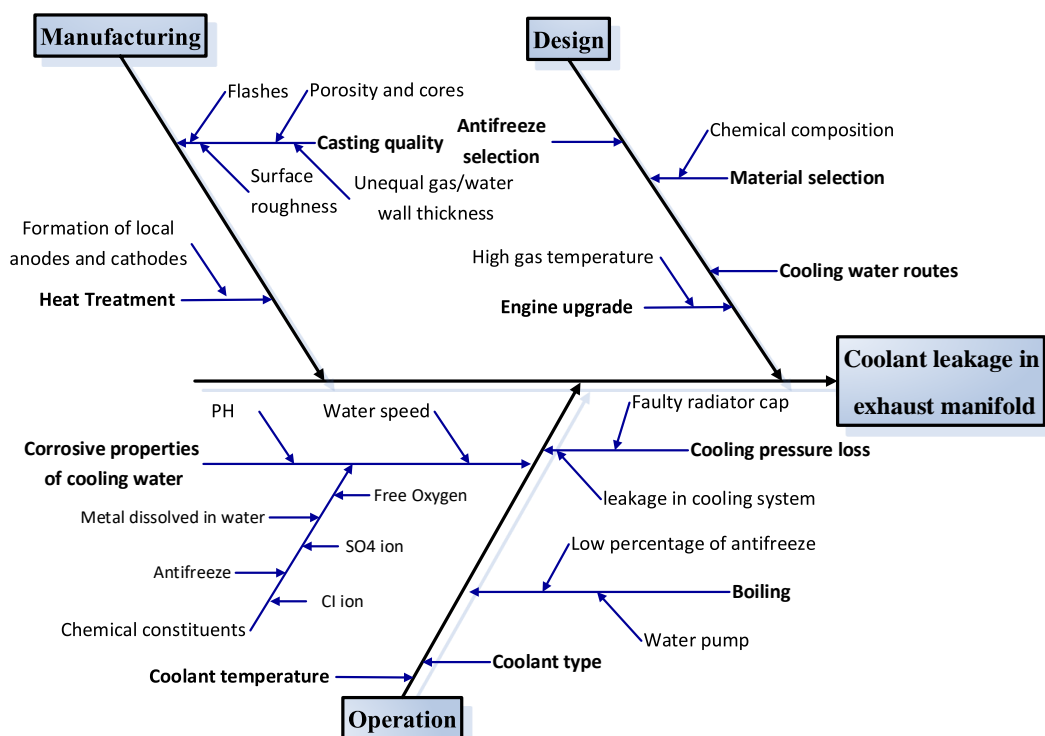 Manufacturing
Design
Flashes
Porosity and cores
Casting quality
Surface
roughness
Unequal gas/water
wall thickness
Formation of local
anodes and cathodes
Heat Treatment
Antifreeze
selection
Chemical composition
Material selection
High gas temperature
Cooling water routes
Engine upgrade
Coolant leakage in
exhaust manifold
PH
Water speed
Corrosive properties
of cooling water
Free Oxygen
Metal dissolved in water
SO4 ion
Antifreeze
Cl ion
Chemical constituents
Faulty radiator cap
Cooling pressure loss
leakage in cooling system
Low percentage of antifreeze
Boiling
Water pump
Coolant type
Coolant temperature
Operation